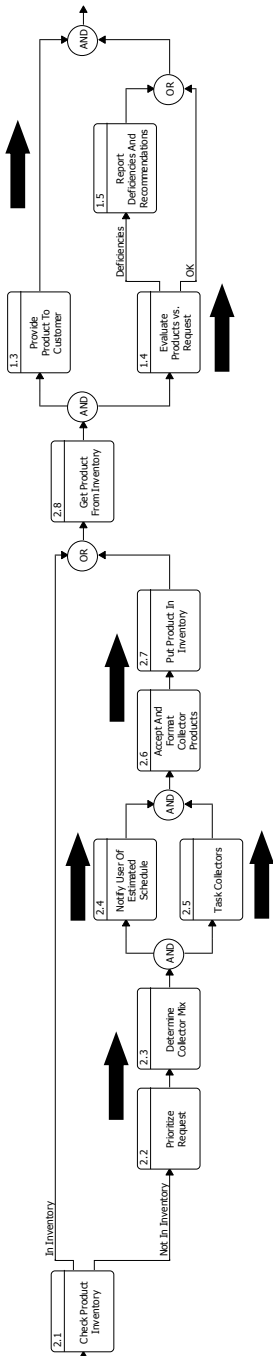 2.1
Check Product
Inventory
In Inventory
Not In Inventory
2.2
Prioritize
Request
2.3
Determine
Collector Mix
AND
2.4
Notify User Of
Estimated
Schedule
2.5
Task Collectors
AND
2.6
Accept And
Format
Collector
Products
2.7
Put Product In
Inventory
OR
2.8
Get Product
From Inventory
AND
1.3
Provide
Product To
Customer
1.4
Evaluate
Products vs.
Request
Deficiencies
OK
1.5
Report
Deficiencies And
Recommendations
OR
AND